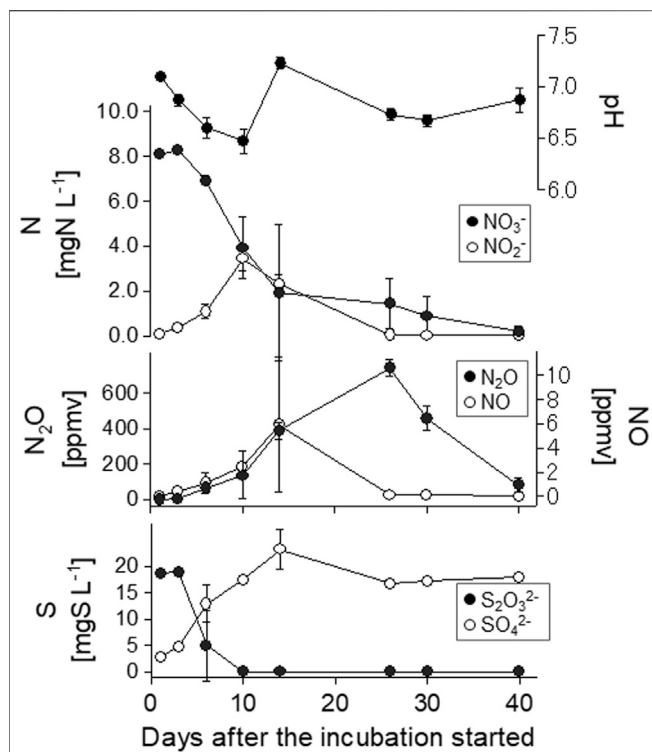 7.5
7.0
pH
6.5
6.0
10.0
8.0
6.0
4.0
2.0
0.0
N
[mgN L⁻¹]
NO₃⁻
NO₂⁻
600
400
200
0
N₂O
[ppmv]
N₂O
NO
10
8
6
4
2
0
NO
[ppmv]
20
15
10
5
0
S
[mgS L⁻¹]
S₂O₃²⁻
SO₄²⁻
0 10 20 30 40
Days after the incubation started